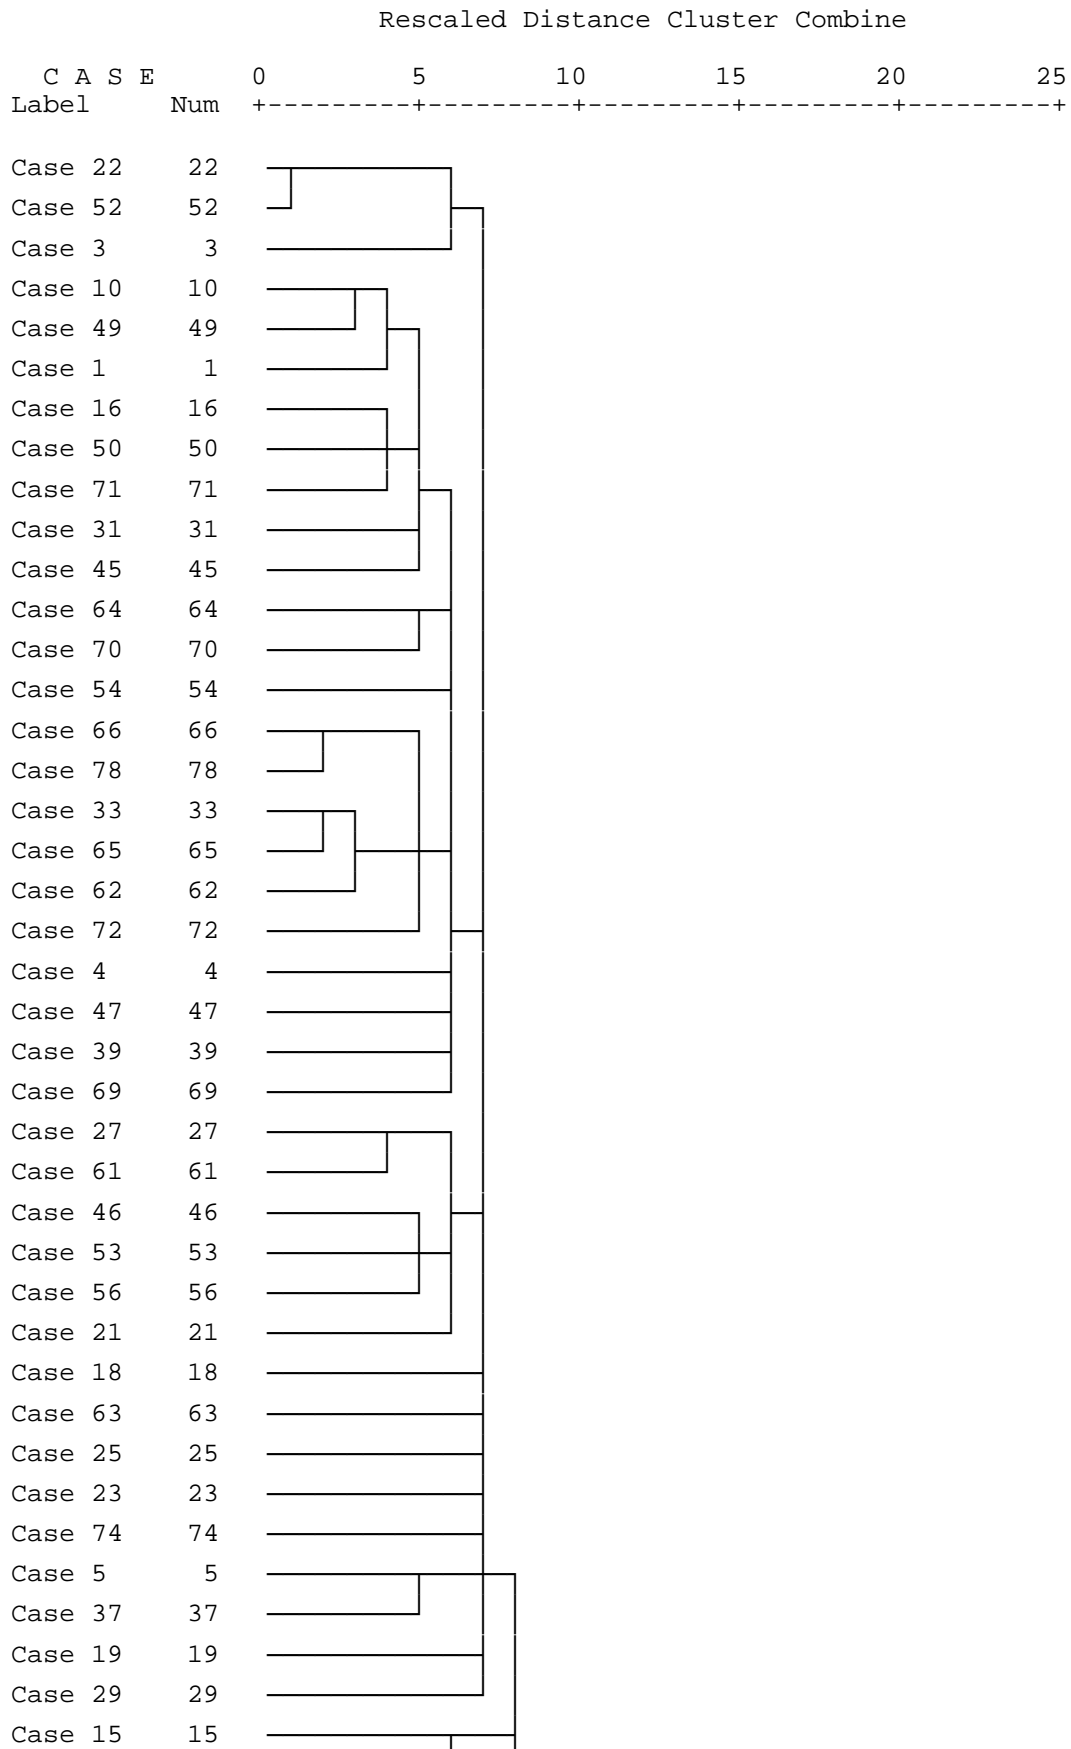 Rescaled Distance Cluster Combine
C A S E 0 5 10 15 20 25
Label Num +---------+---------+---------+---------+---------+
Case 22 22
Case 52 52
Case 3 3
Case 10 10
Case 49 49
Case 1 1
Case 16 16
Case 50 50
Case 71 71
Case 31 31
Case 45 45
Case 64 64
Case 70 70
Case 54 54
Case 66 66
Case 78 78
Case 33 33
Case 65 65
Case 62 62
Case 72 72
Case 4 4
Case 47 47
Case 39 39
Case 69 69
Case 27 27
Case 61 61
Case 46 46
Case 53 53
Case 56 56
Case 21 21
Case 18 18
Case 63 63
Case 25 25
Case 23 23
Case 74 74
Case 5 5
Case 37 37
Case 19 19
Case 29 29
Case 15 15